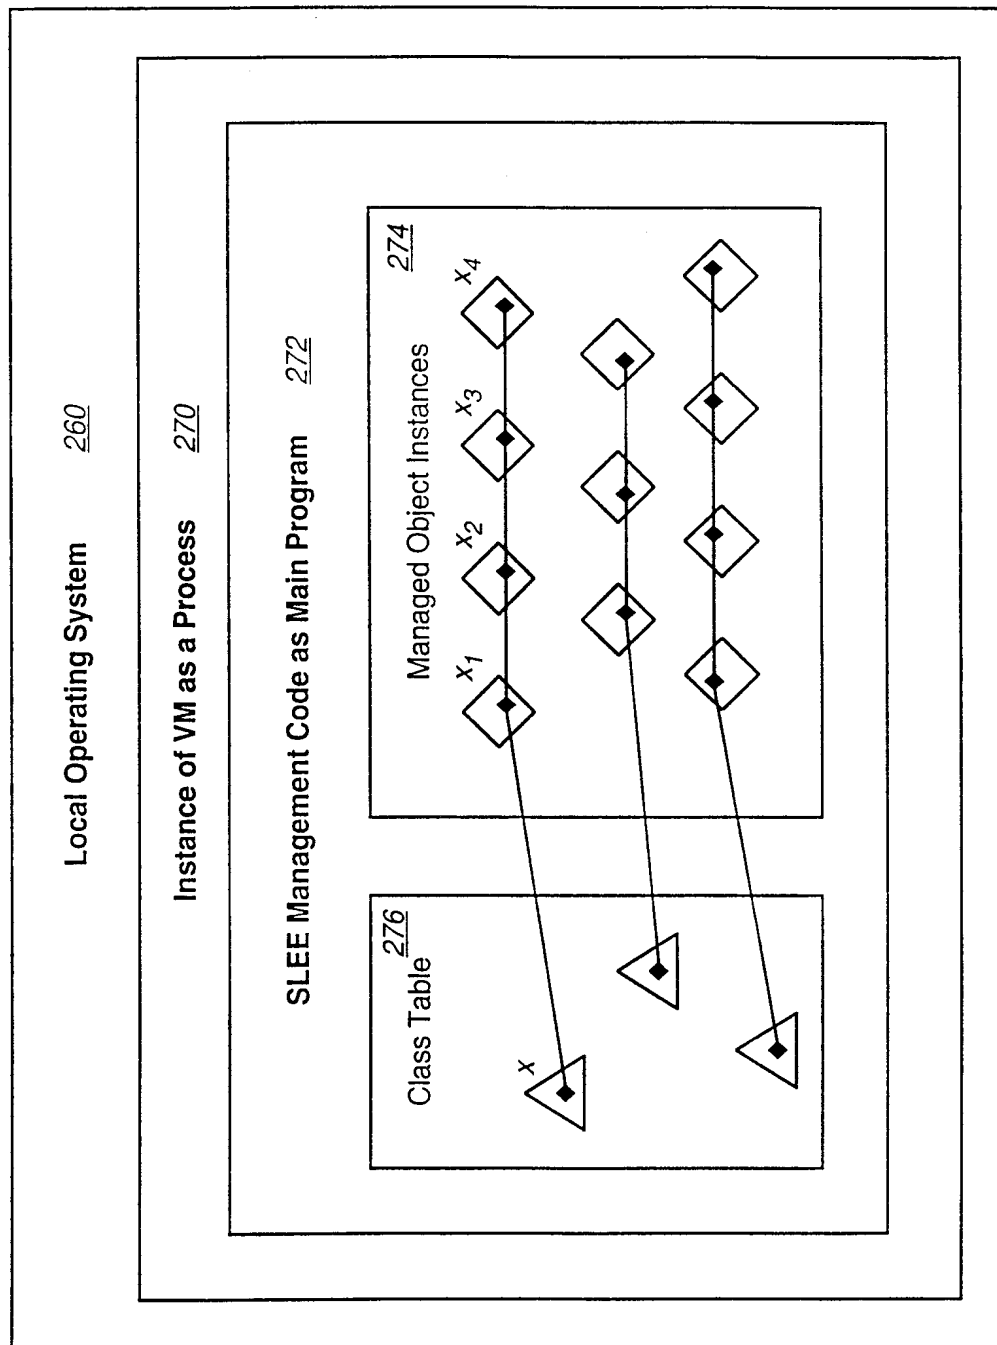 Local Operating System 260
Instance of VM as a Process 270
SLEE Management Code as Main Program 272
Class Table 276
x
Managed Object Instances 274
x1 x2 x3 x4